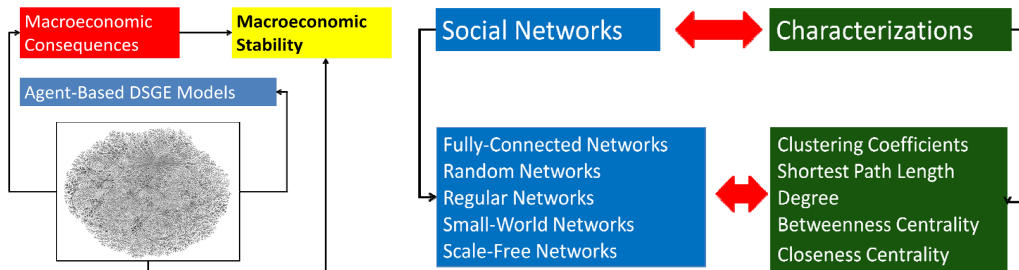 Macroeconomic
Consequences
Macroeconomic
Stability
Agent-Based DSGE Models
Social Networks
Characterizations
Fully-Connected Networks
Random Networks
Regular Networks
Small-World Networks
Scale-Free Networks
Clustering Coefficients
Shortest Path Length
Degree
Betweenness Centrality
Closeness Centrality